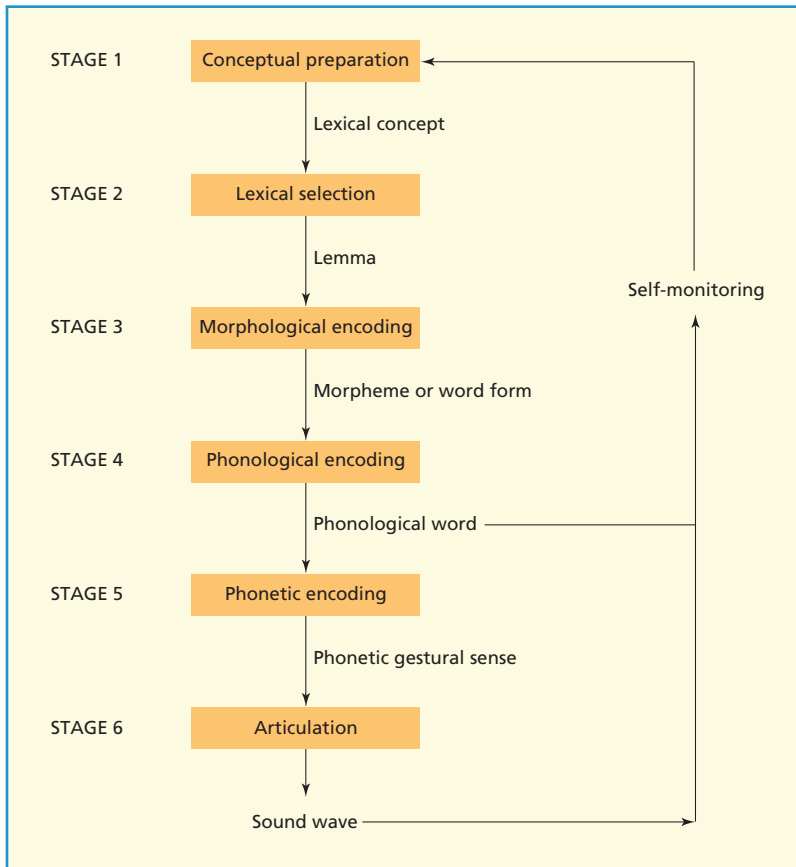 STAGE 1 Conceptual preparation
Lexical concept
STAGE 2 Lexical selection
Lemma
Self-monitoring
STAGE 3 Morphological encoding
Morpheme or word form
STAGE 4 Phonological encoding
Phonological word
STAGE 5 Phonetic encoding
Phonetic gestural sense
STAGE 6 Articulation
Sound wave